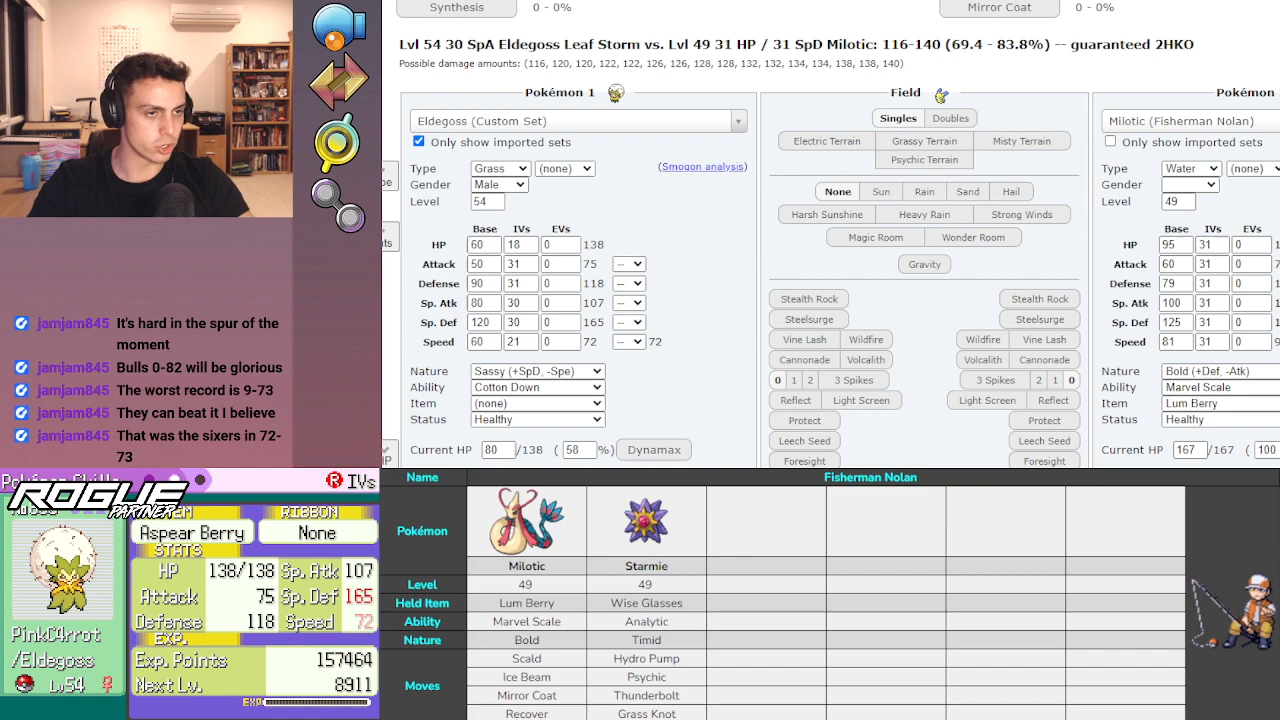 Synthesis 0 - 0% Mirror Coat 0 - 0%
Lvl 54 30 SpA Eldegoss Leaf Storm vs. Lvl 49 31 HP / 31 SpD Milotic: 116-140 (69.4 - 83.8%) -- guaranteed 2HKO
Possible damage amounts: (116, 120, 120, 122, 122, 126, 126, 128, 128, 132, 132, 134, 134, 138, 138, 140)
Pokémon 1
Eldegoss (Custom Set)
Only show imported sets
Type Grass (none) (Smogon analysis)
Gender Male
Level 54
Base IVs EVs
HP 60 18 0 138
Attack 50 31 0 75 --
Defense 90 31 0 118 --
Sp. Atk 80 30 0 107 --
Sp. Def 120 30 0 165 --
Speed 60 21 0 72 -- 72
Nature Sassy (+SpD, -Spe)
Ability Cotton Down
Item (none)
Status Healthy
Current HP 80 /138 ( 58 %) Dynamax
Field
Singles Doubles
Electric Terrain Grassy Terrain Misty Terrain
Psychic Terrain
None Sun Rain Sand Hail
Harsh Sunshine Heavy Rain Strong Winds
Magic Room Wonder Room
Gravity
Stealth Rock Stealth Rock
Steelsurge Steelsurge
Vine Lash Wildfire Wildfire Vine Lash
Cannonade Volcalith Volcalith Cannonade
0 1 2 3 Spikes 3 Spikes 2 1 0
Reflect Light Screen Light Screen Reflect
Protect Protect
Leech Seed Leech Seed
Foresight Foresight
Pokémon
Milotic (Fisherman Nolan)
Only show imported sets
Type Water (none)
Gender
Level 49
Base IVs EVs
HP 95 31 0
Attack 60 31 0
Defense 79 31 0
Sp. Atk 100 31 0
Sp. Def 125 31 0
Speed 81 31 0
Nature Bold (+Def, -Atk)
Ability Marvel Scale
Item Lum Berry
Status Healthy
Current HP 167 /167 ( 100
jamjam845 It's hard in the spur of the
moment
jamjam845 Bulls 0-82 will be glorious
jamjam845 The worst record is 9-73
jamjam845 They can beat it I believe
jamjam845 That was the sixers in 72-
73
R IVs
ROGUE
PARTNER
ITEM RIBBON
Aspear Berry None
STATS
HP 138/138 Sp. Atk 107
Attack 75 Sp. Def 165
Defense 118 Speed 72
EXP.
PinkC4rrot
/Eldegoss
Lv54
Exp. Points 157464
Next Lv. 8911
EXP
Name Fisherman Nolan
Pokémon
Milotic Starmie
Level 49 49
Held Item Lum Berry Wise Glasses
Ability Marvel Scale Analytic
Nature Bold Timid
Moves
Scald Hydro Pump
Ice Beam Psychic
Mirror Coat Thunderbolt
Recover Grass Knot